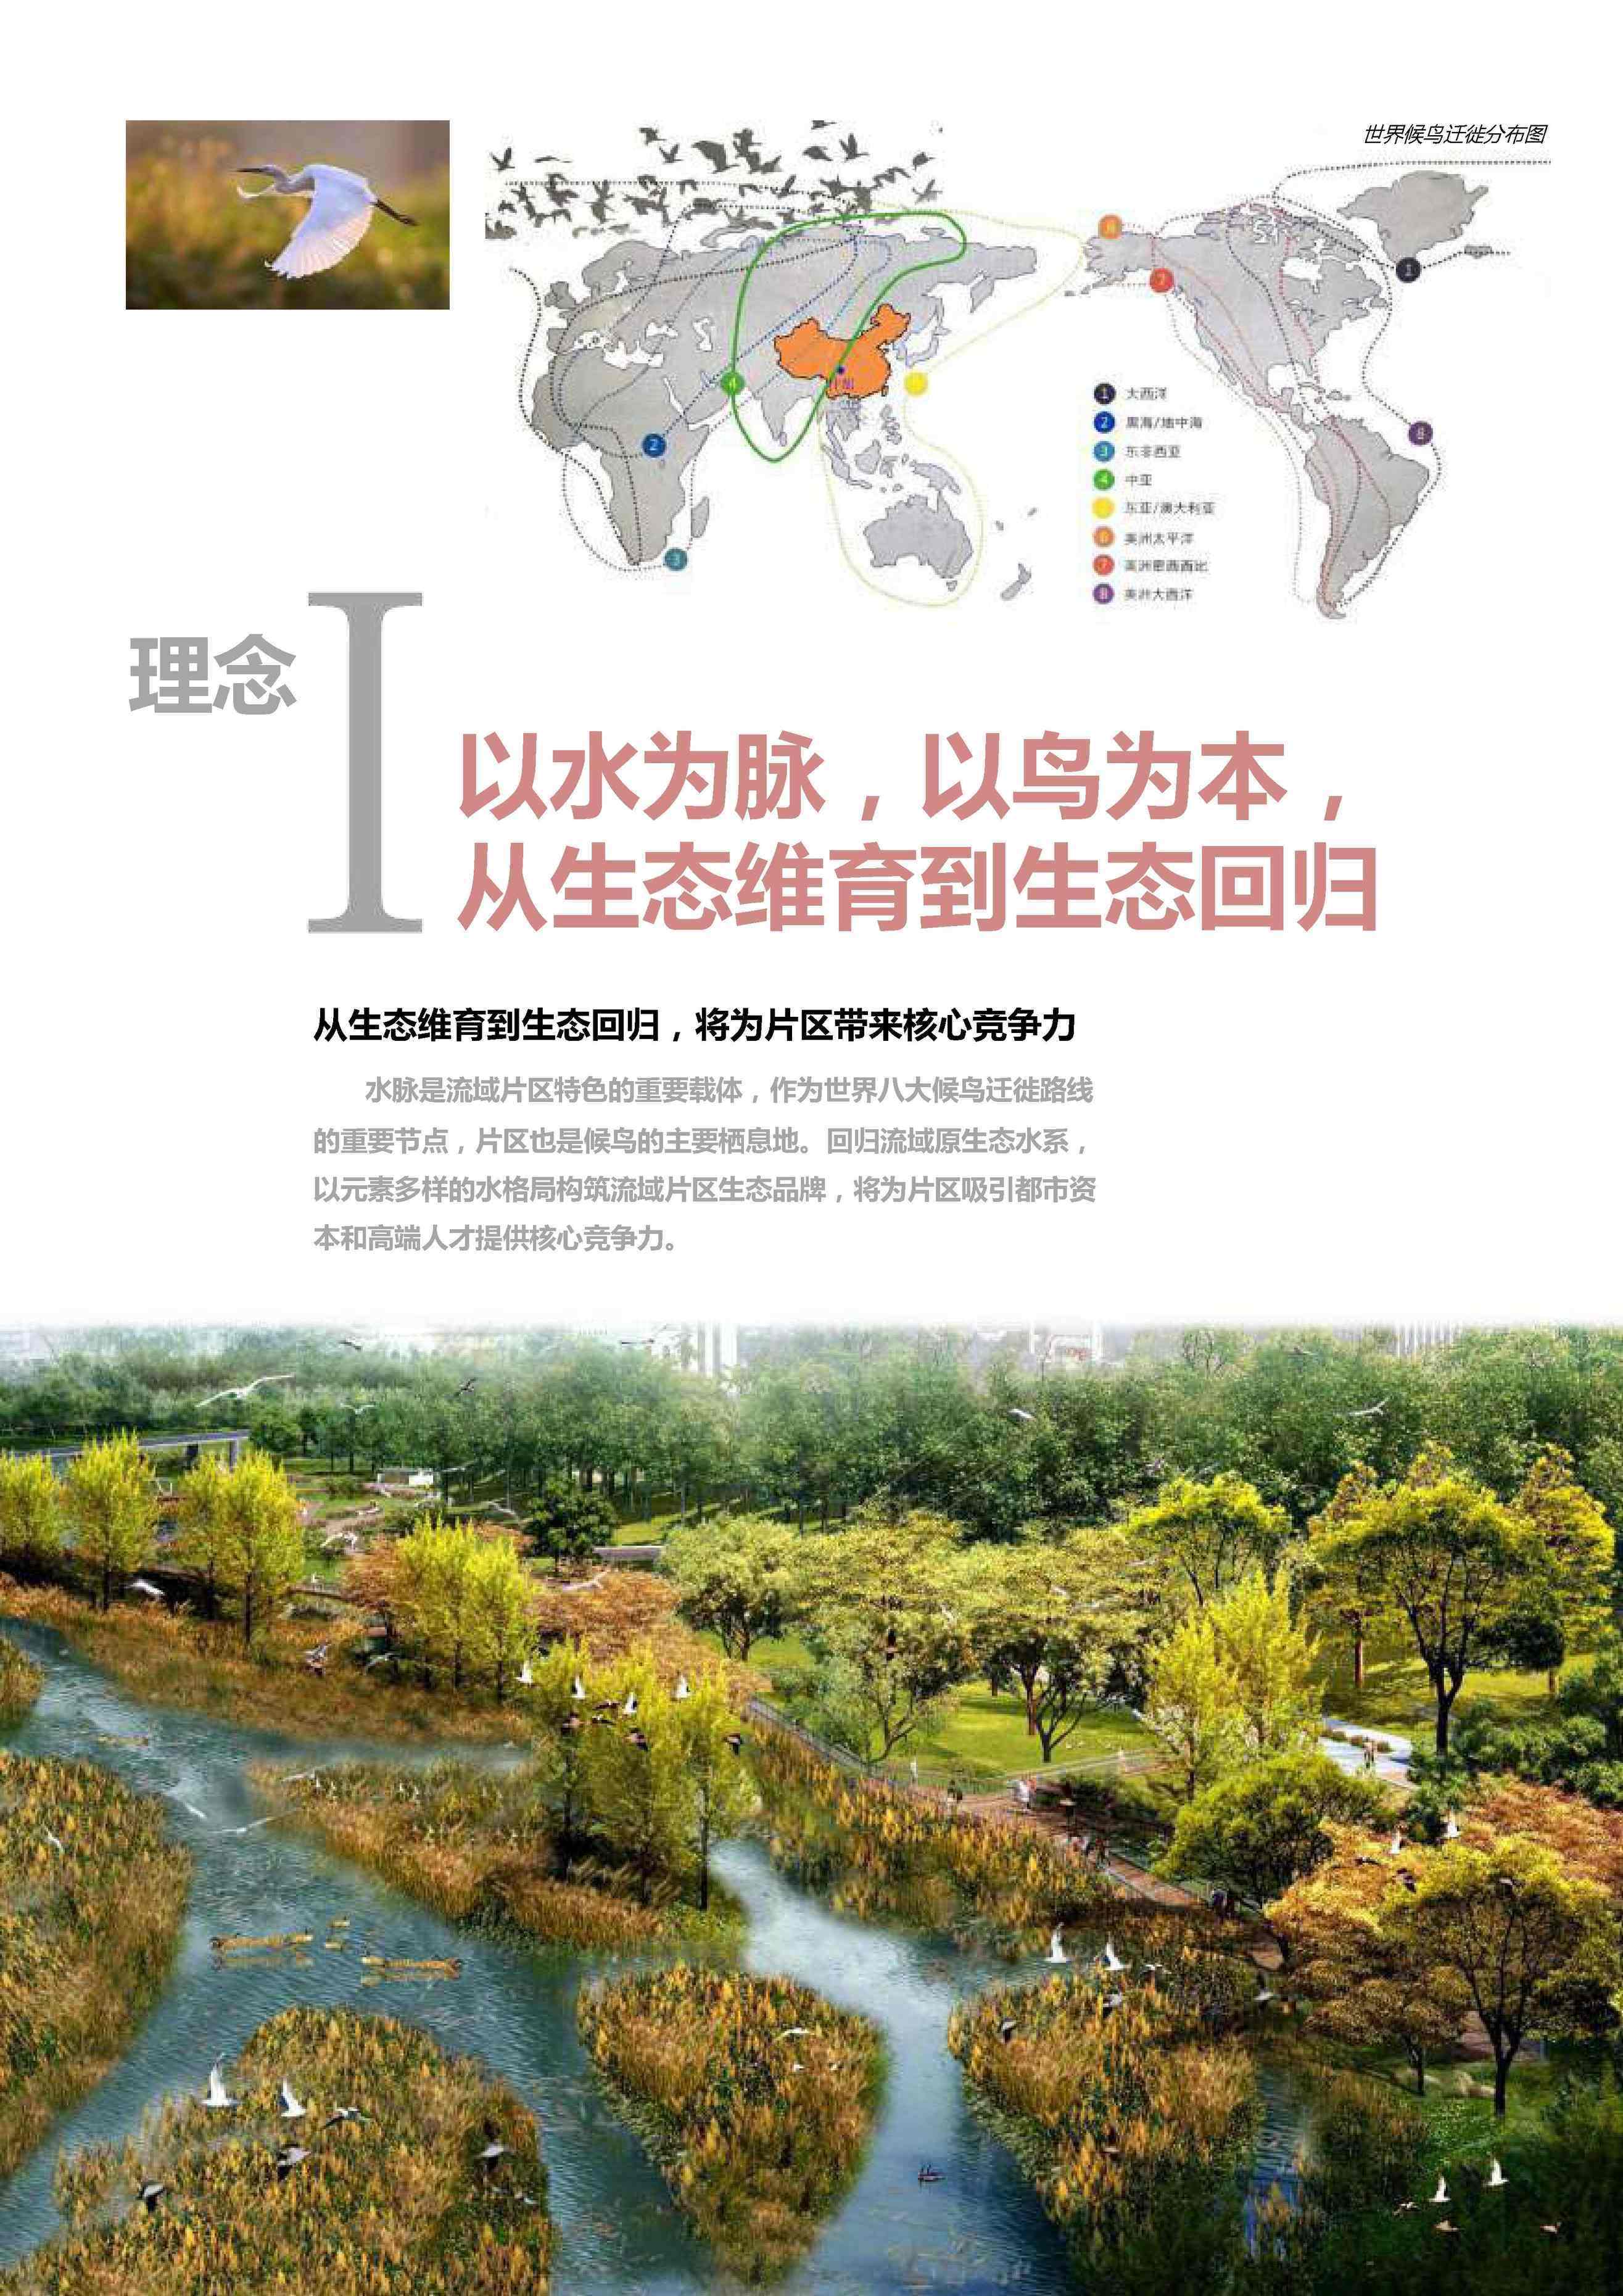 世界候鸟迁徙分布图
8
7
1
4
2
8
3
1 大西洋
2 黑海/地中海
3 东非西亚
4 中亚
东亚/澳大利亚
6 美洲太平洋
7 美洲密西西比
8 美洲大西洋
理念
I
以水为脉，以鸟为本，
从生态维育到生态回归
从生态维育到生态回归，将为片区带来核心竞争力
水脉是流域片区特色的重要载体，作为世界八大候鸟迁徙路线
的重要节点，片区也是候鸟的主要栖息地。回归流域原生态水系，
以元素多样的水格局构筑流域片区生态品牌，将为片区吸引都市资
本和高端人才提供核心竞争力。